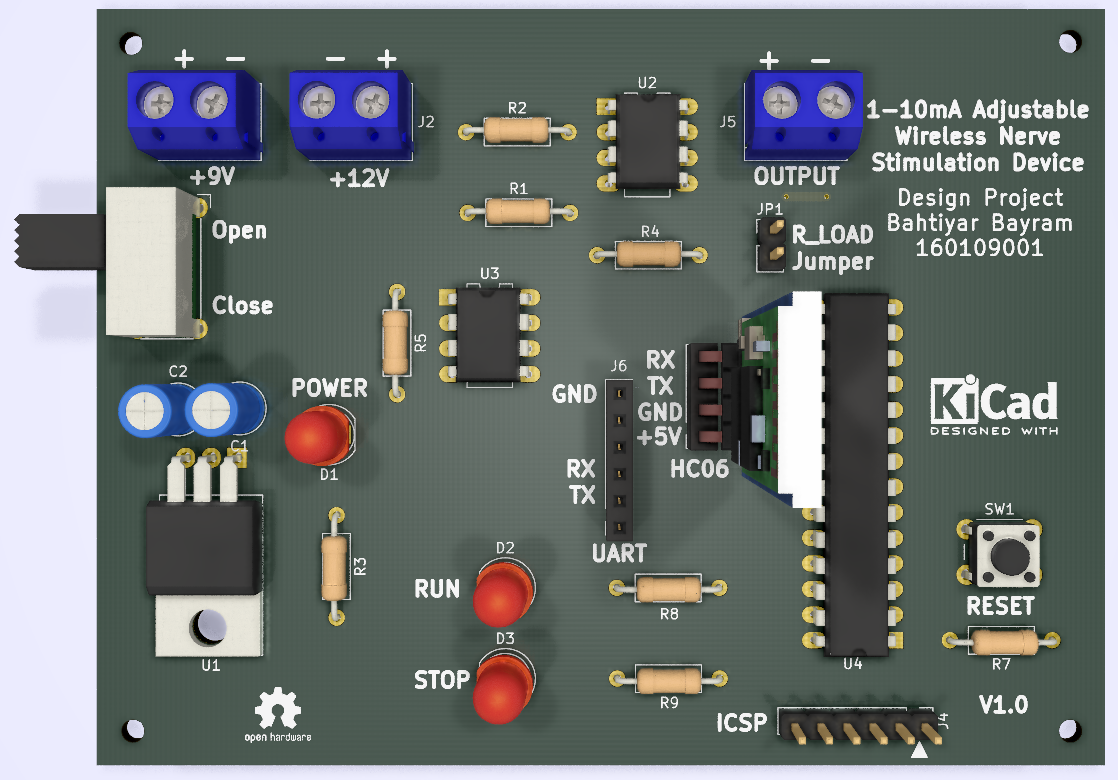 + −
− +
+ −
U2
R2
J2
J5
1−10mA Adjustable
Wireless Nerve
Stimulation Device
+9V
+12V
OUTPUT
R1
Design Project
Bahtiyar Bayram
160109001
JP1
R_LOAD
Jumper
Open
R4
U3
Close
R5
C2
POWER
J6
RX
TX
GND
+5V
GND
KiCad
DESIGNED WITH
C1
D1
RX
TX
HC06
SW1
D2
UART
R3
RUN
RESET
R8
D3
U1
STOP
U4
R7
R9
V1.0
ICSP
J4
open hardware